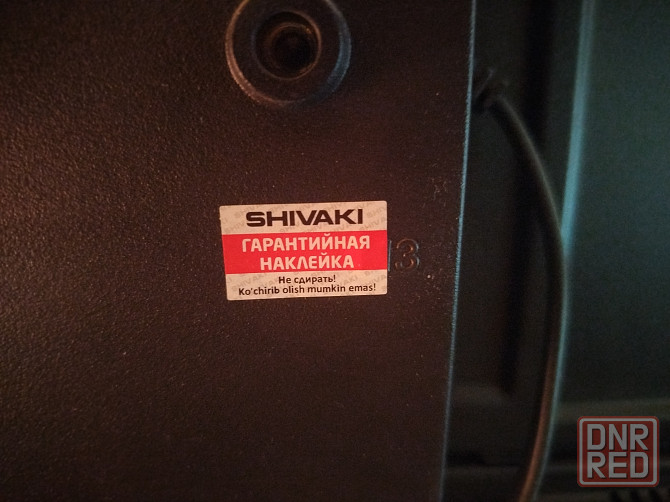 SHIVAKI
ГАРАНТИЙНАЯ
НАКЛЕЙКА
Не сдирать!
Ko'chirib olish mumkin emas!
3
DNR
RED